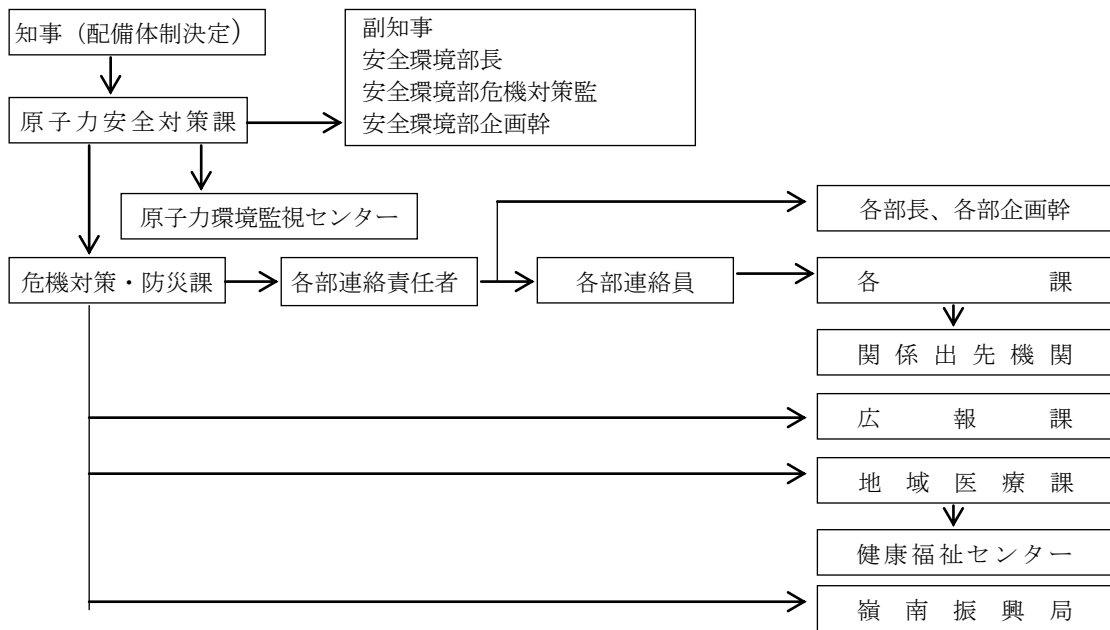 知事（配備体制決定）
副知事
安全環境部長
安全環境部危機対策監
安全環境部企画幹
原子力安全対策課
原子力環境監視センター
各部長、各部企画幹
危機対策・防災課
各部連絡責任者
各部連絡員
各課
関係出先機関
広報課
地域医療課
健康福祉センター
嶺南振興局